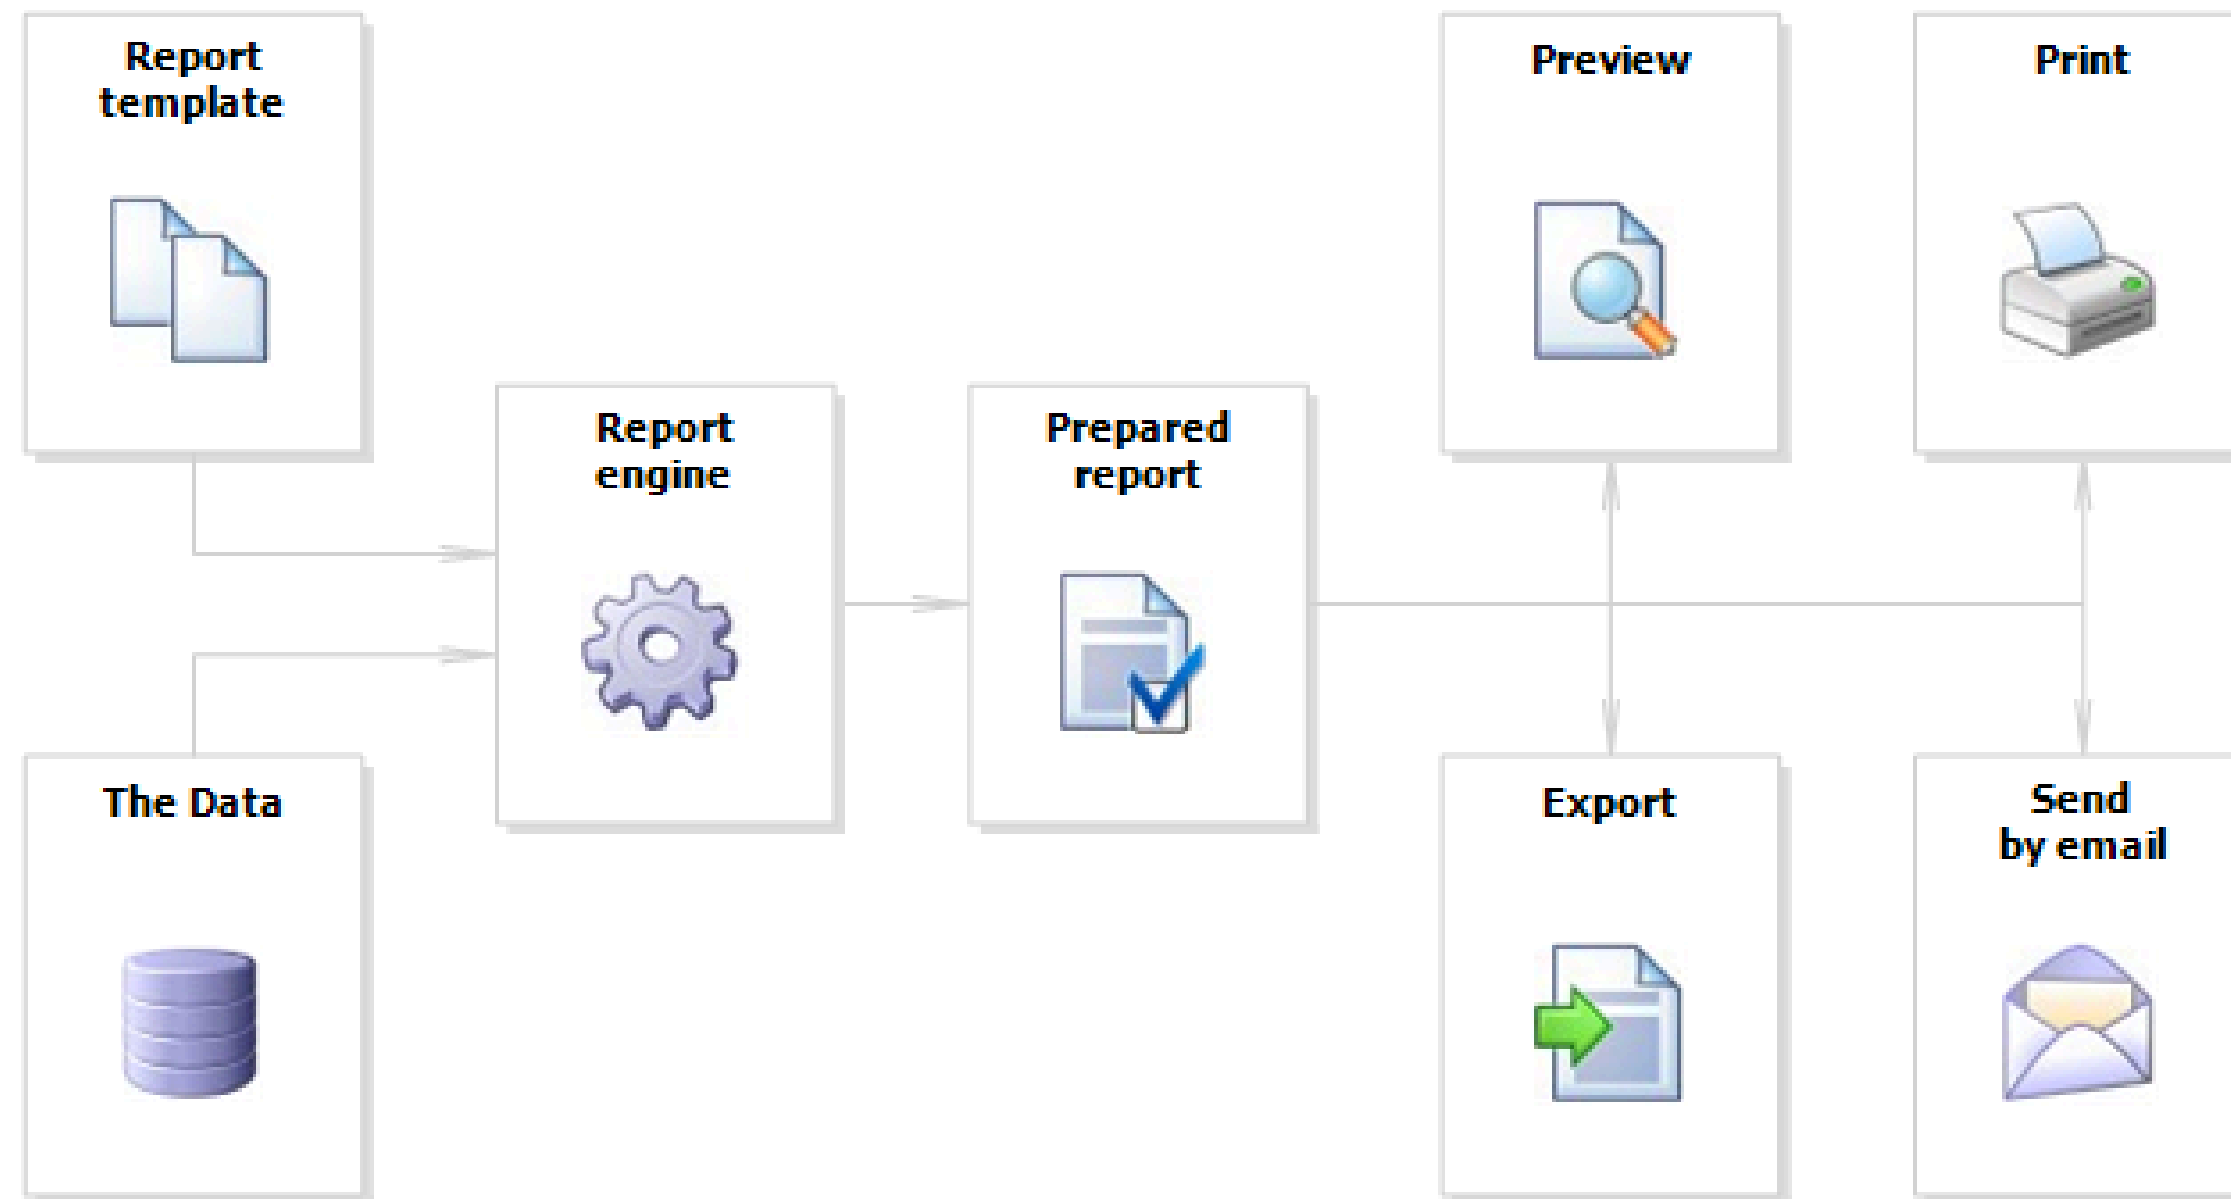 Report
template
Preview
Print
Report
engine
Prepared
report
The Data
Export
Send
by email